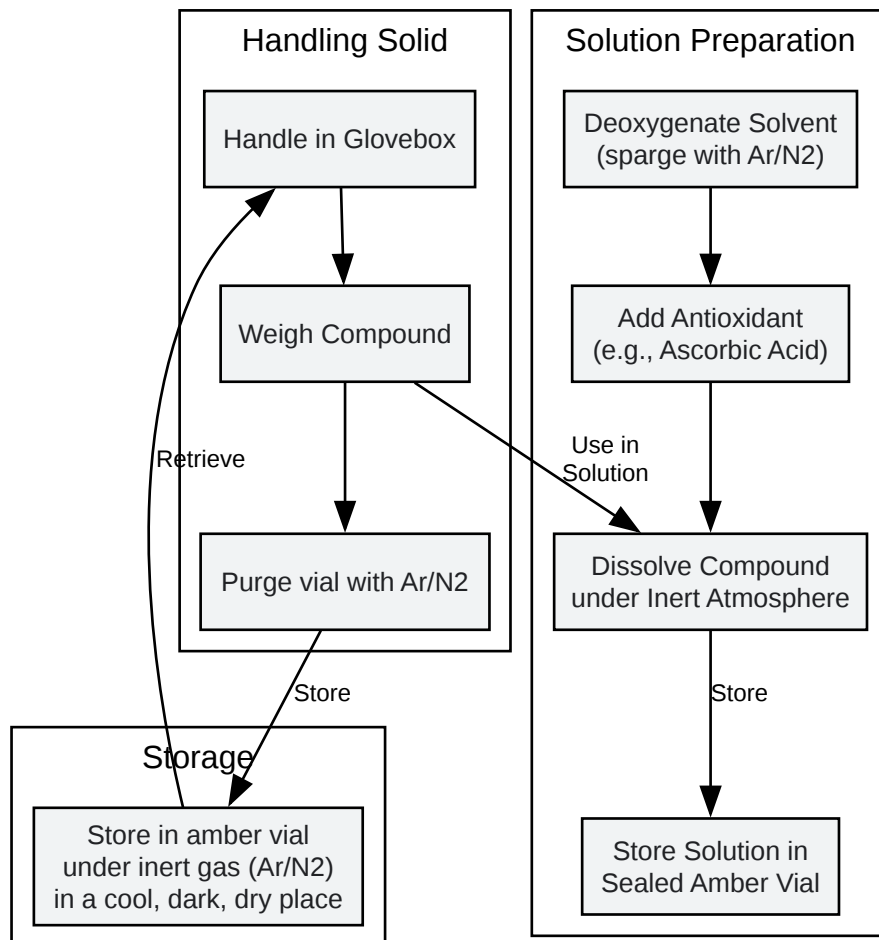 Handling Solid
Handle in Glovebox
Weigh Compound
Retrieve
Purge vial with Ar/N2
Store
Storage
Store in amber vial
under inert gas (Ar/N2)
in a cool, dark, dry place
Solution Preparation
Deoxygenate Solvent
(sparge with Ar/N2)
Add Antioxidant
(e.g., Ascorbic Acid)
Use in
Solution
Dissolve Compound
under Inert Atmosphere
Store
Store Solution in
Sealed Amber Vial